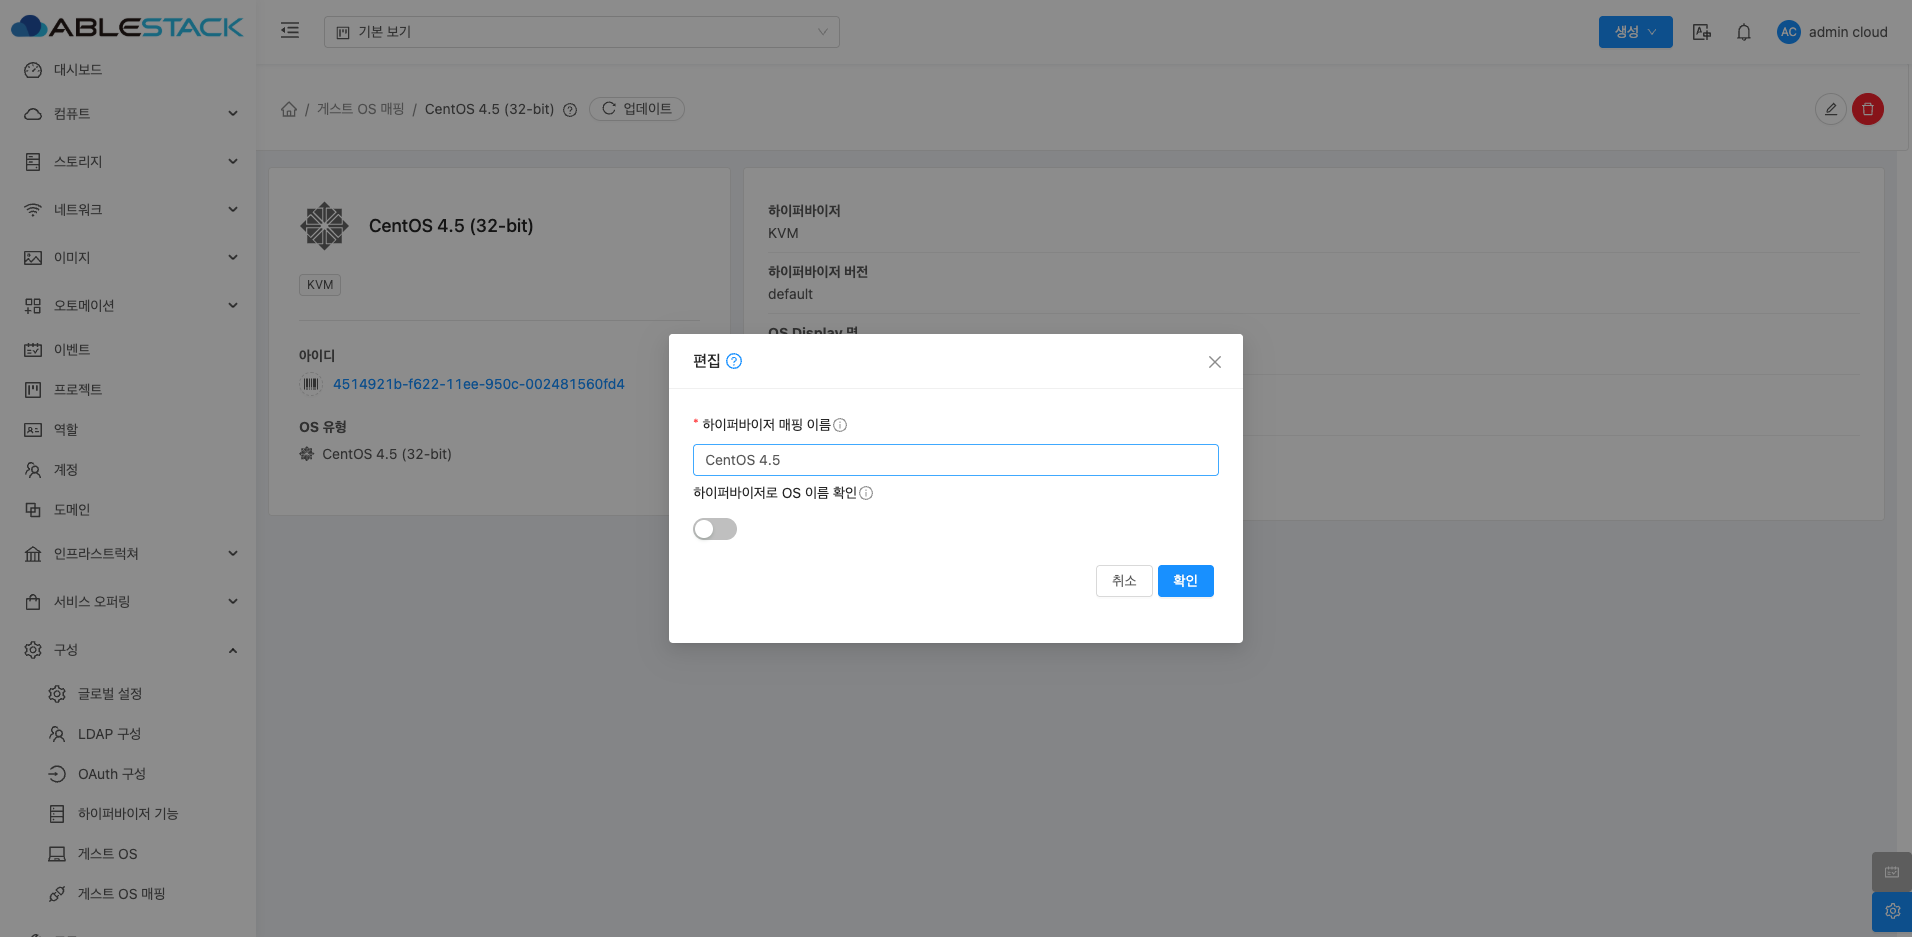 ABLESTACK
기본 보기
생성
AC
admin cloud
대시보드
컴퓨트
스토리지
네트워크
이미지
오토메이션
이벤트
프로젝트
역할
계정
도메인
인프라스트럭쳐
서비스 오퍼링
구성
글로벌 설정
LDAP 구성
OAuth 구성
하이퍼바이저 기능
게스트 OS
게스트 OS 매핑
/ 게스트 OS 매핑 / CentOS 4.5 (32-bit)
업데이트
CentOS 4.5 (32-bit)
KVM
아이디
4514921b-f622-11ee-950c-002481560fd4
OS 유형
CentOS 4.5 (32-bit)
하이퍼바이저
KVM
하이퍼바이저 버전
default
OS Display 명
편집
* 하이퍼바이저 매핑 이름
CentOS 4.5
하이퍼바이저로 OS 이름 확인
취소
확인